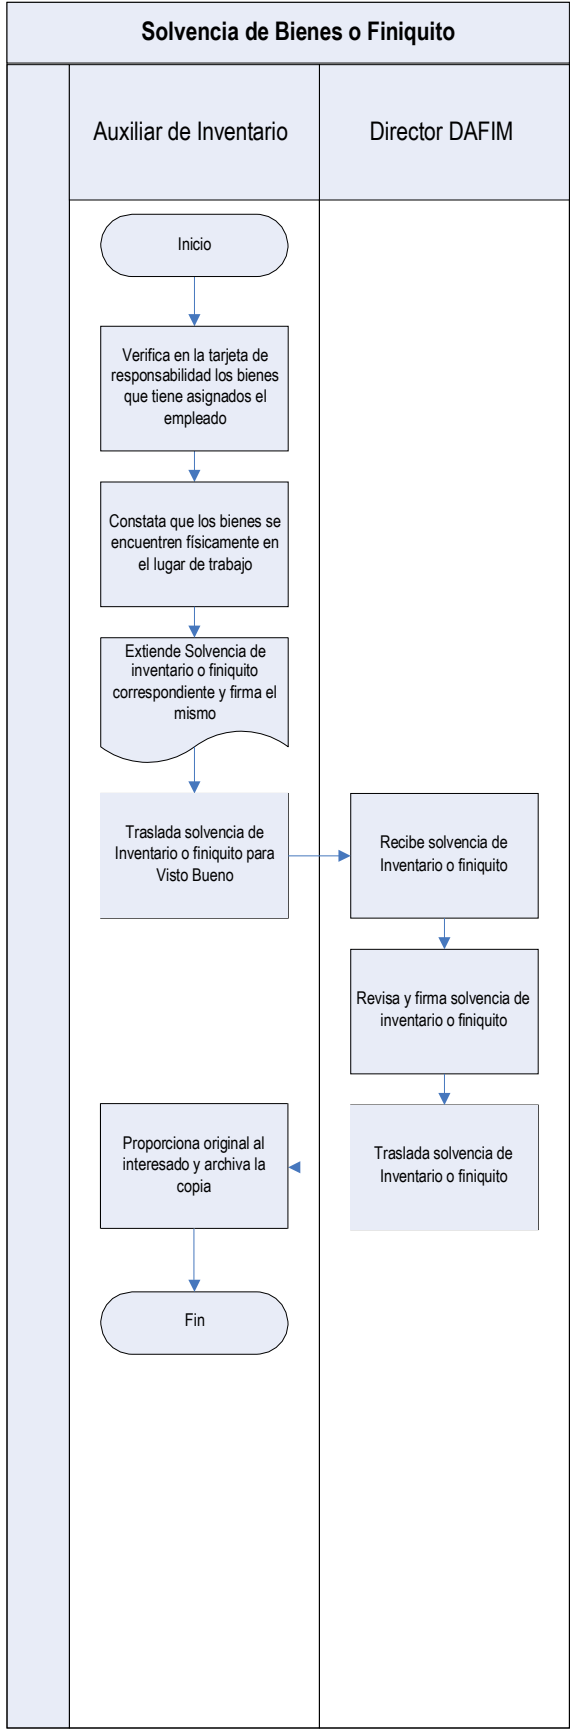 Solvencia de Bienes o Finiquito
Auxiliar de Inventario
Director DAFIM
Inicio
Verifica en la tarjeta de
responsabilidad los bienes
que tiene asignados el
empleado
Constata que los bienes se
encuentren físicamente en
el lugar de trabajo
Extiende Solvencia de
inventario o finiquito
correspondiente y firma el
mismo
Traslada solvencia de
Inventario o finiquito para
Visto Bueno
Recibe solvencia de
Inventario o finiquito
Revisa y firma solvencia de
inventario o finiquito
Traslada solvencia de
Inventario o finiquito
Proporciona original al
interesado y archiva la
copia
Fin